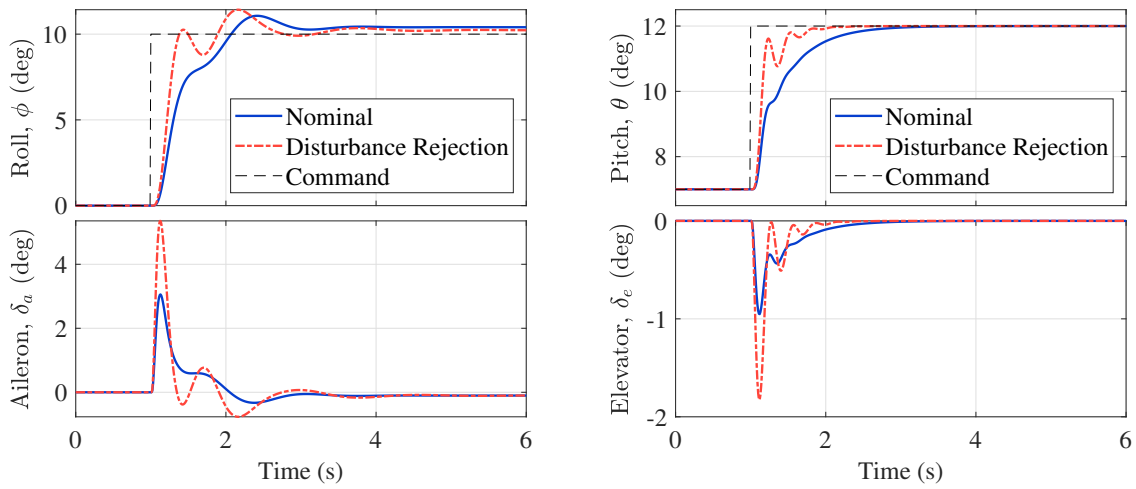 10
5
0
Roll, ϕ (deg)
Nominal
Disturbance Rejection
Command
4
2
0
Aileron, δₐ (deg)
0
2
4
6
Time (s)
12
10
8
Pitch, θ (deg)
Nominal
Disturbance Rejection
Command
0
-1
-2
Elevator, δₑ (deg)
0
2
4
6
Time (s)